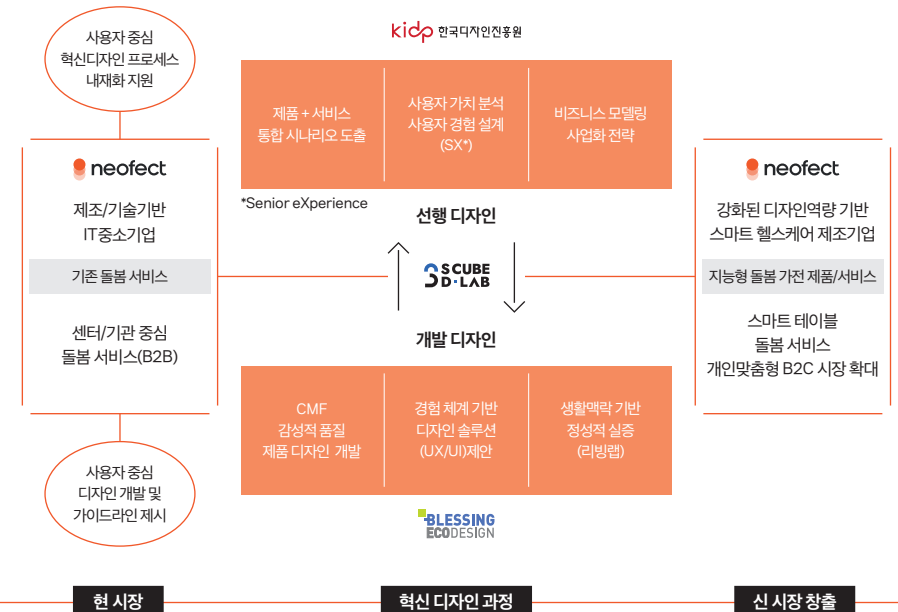 사용자 중심
혁신디자인 프로세스
내재화 지원
kidp 한국디자인진흥원
제품 + 서비스
통합 시나리오 도출
사용자 가치 분석
사용자 경험 설계
(SX*)
비즈니스 모델링
사업화 전략
*Senior eXperience
neofect
제조/기술기반
IT중소기업
기존 돌봄 서비스
센터/기관 중심
돌봄 서비스(B2B)
선행 디자인
SCUBE
D·LAB
개발 디자인
neofect
강화된 디자인역량 기반
스마트 헬스케어 제조기업
지능형 돌봄 가전 제품/서비스
스마트 테이블
돌봄 서비스
개인맞춤형 B2C 시장 확대
CMF
감성적 품질
제품 디자인 개발
경험 체계 기반
디자인 솔루션
(UX/UI)제안
생활맥락 기반
정성적 실증
(리빙랩)
사용자 중심
디자인 개발 및
가이드라인 제시
BLESSING
ECODESIGN
현 시장
혁신 디자인 과정
신 시장 창출